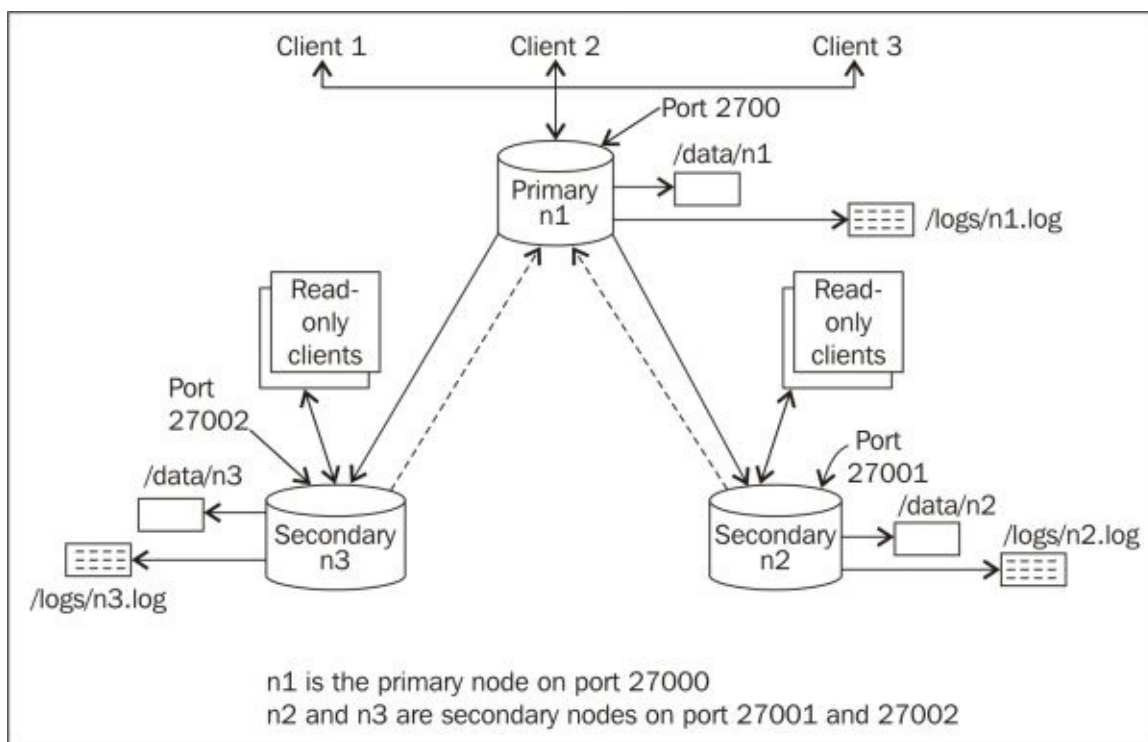 Client 1
Client 2
Client 3
Port 2700
/data/n1
Primary
n1
/logs/n1.log
Read-
only
clients
Read-
only
clients
Port
27002
Port
27001
/data/n3
/data/n2
Secondary
n3
Secondary
n2
/logs/n2.log
/logs/n3.log
n1 is the primary node on port 27000
n2 and n3 are secondary nodes on port 27001 and 27002